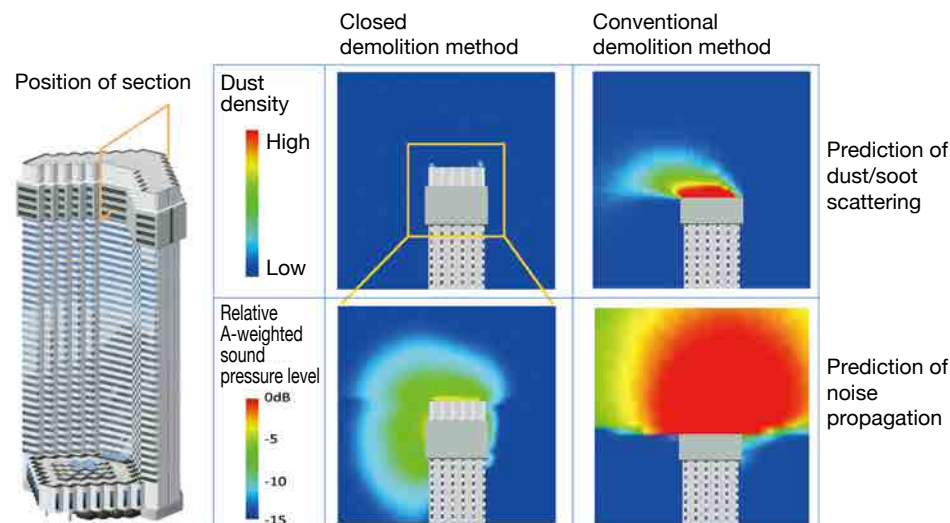 Closed
demolition method
Conventional
demolition method
Position of section
Dust
density
High
Low
Prediction of
dust/soot
scattering
Relative
A-weighted
sound
pressure level
0dB
-5
-10
-15
Prediction of
noise
propagation